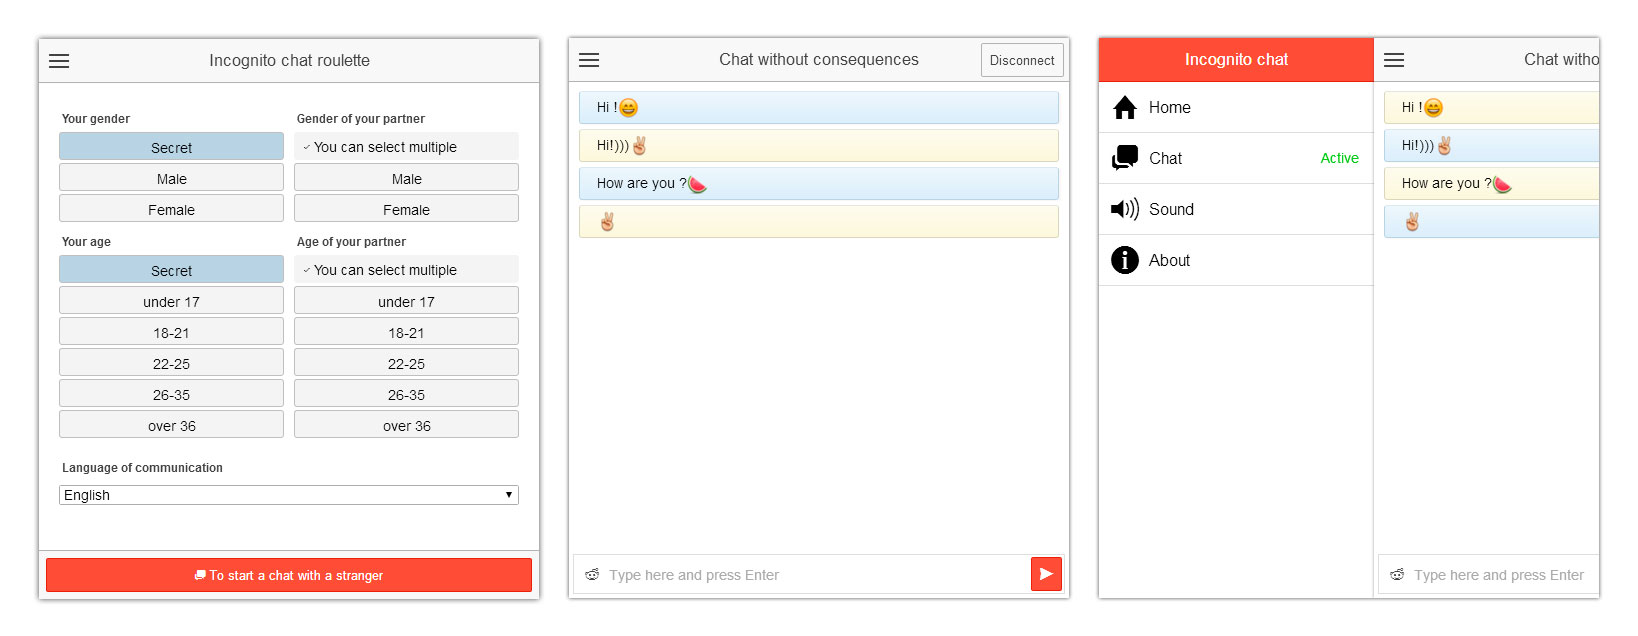 Incognito chat roulette
Your gender
Gender of your partner
Secret
✓ You can select multiple
Male
Male
Female
Female
Your age
Age of your partner
Secret
✓ You can select multiple
under 17
under 17
18-21
18-21
22-25
22-25
26-35
26-35
over 36
over 36
Language of communication
English
To start a chat with a stranger
Chat without consequences
Disconnect
Hi !😄
Hi!)))✌
How are you ?🍉
✌
Type here and press Enter
Incognito chat
Home
Chat
Active
Sound
About
Chat witho
Hi !😄
Hi!)))✌
How are you ?🍉
✌
Type here and press Enter